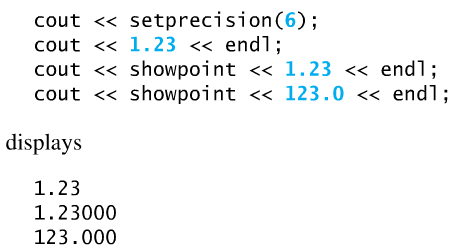 cout << setprecision(6);
cout << 1.23 << endl;
cout << showpoint << 1.23 << endl;
cout << showpoint << 123.0 << endl;
displays
1.23
1.23000
123.000